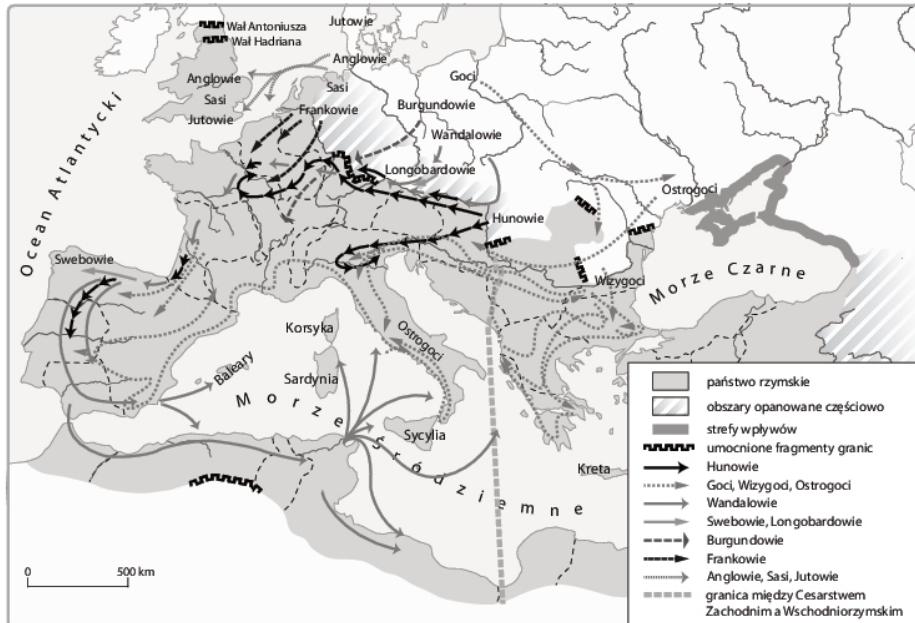 Wał Antoniusza
Wał Hadriana
Jutowie
Anglowie
Anglowie
Sasi
Jutowie
Sasi
Frankowie
Goci
Burgundowie
Wandalowie
Longobardowie
Ocean Atlantycki
Ostrogoci
Hunowie
Swebowie
Wizygoci
Morze Czarne
Korsyka
Ostrogoci
Baleary
Sardynia
Morze Śródziemne
Sycylia
Kreta
0 500 km
państwo rzymskie
obszary opanowane częściowo
strefy wpływów
umocnione fragmenty granic
Hunowie
Goci, Wizygoci, Ostrogoci
Wandalowie
Swebowie, Longobardowie
Burgundowie
Frankowie
Anglowie, Sasi, Jutowie
granica między Cesarstwem
Zachodnim a Wschodniorzymskim